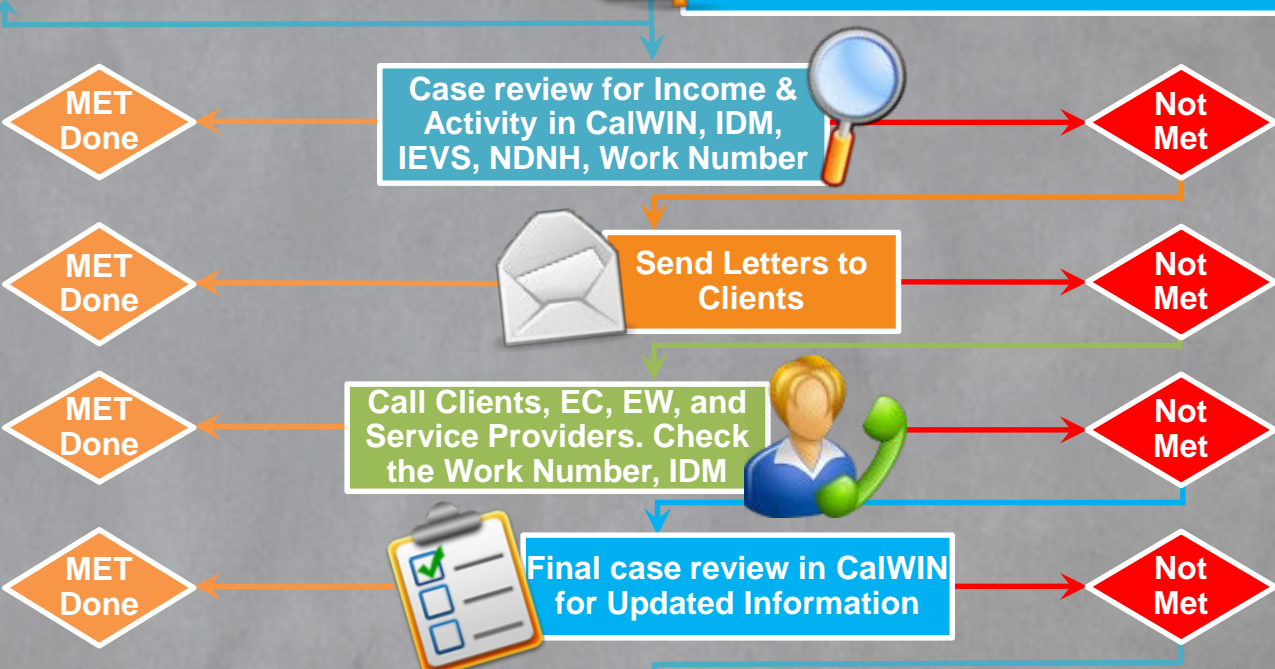 MET
Done
Case review for Income &
Activity in CalWIN, IDM,
IEVS, NDNH, Work Number
Not
Met
MET
Done
Send Letters to
Clients
Not
Met
MET
Done
Call Clients, EC, EW, and
Service Providers. Check
the Work Number, IDM
Not
Met
MET
Done
Final case review in CalWIN
for Updated Information
Not
Met